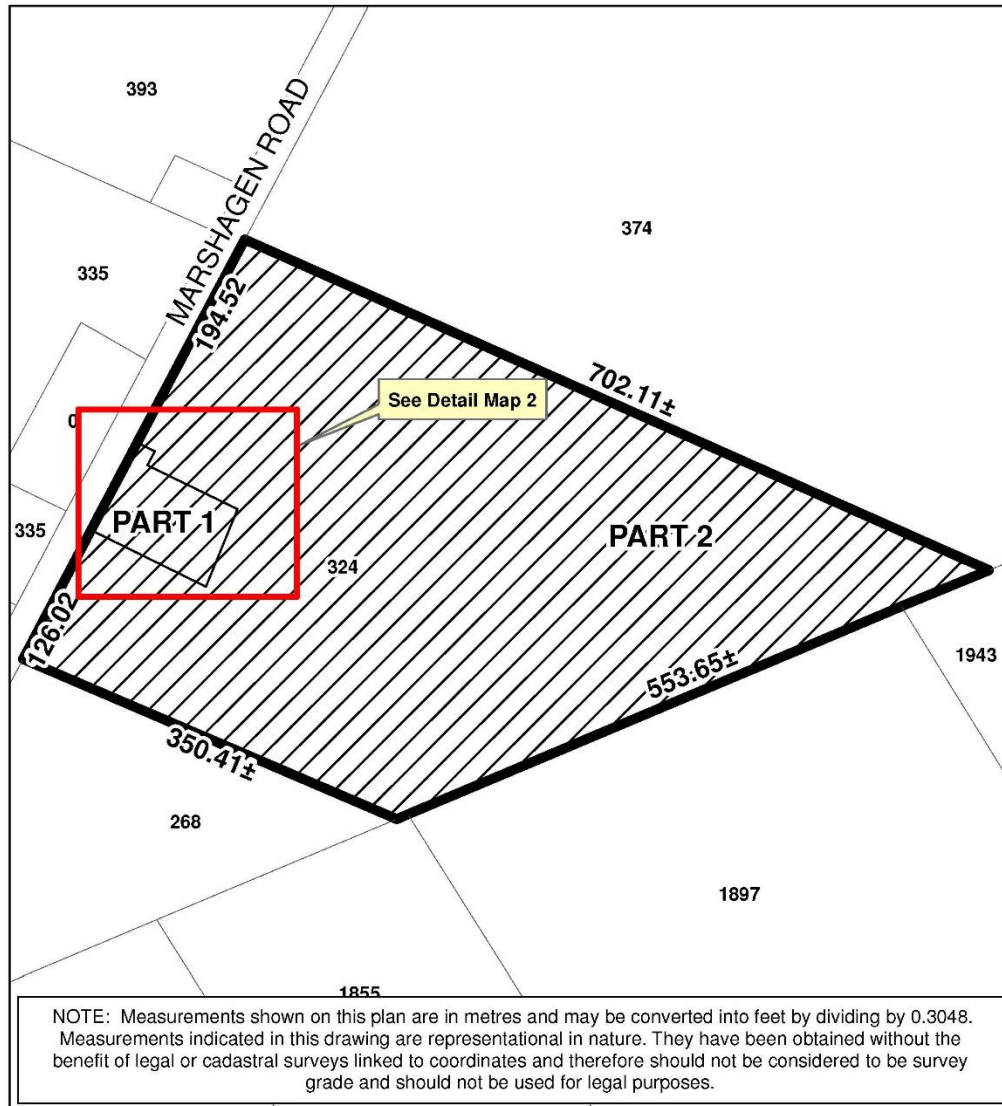 393
MARSHAGEN ROAD
374
335
194.52
702.11±
See Detail Map 2
0
PART 1
PART 2
335
324
126.02
553.65±
1943
350.41±
268
1897
1855
NOTE: Measurements shown on this plan are in metres and may be converted into feet by dividing by 0.3048.
Measurements indicated in this drawing are representational in nature. They have been obtained without the
benefit of legal or cadastral surveys linked to coordinates and therefore should not be considered to be survey
grade and should not be used for legal purposes.